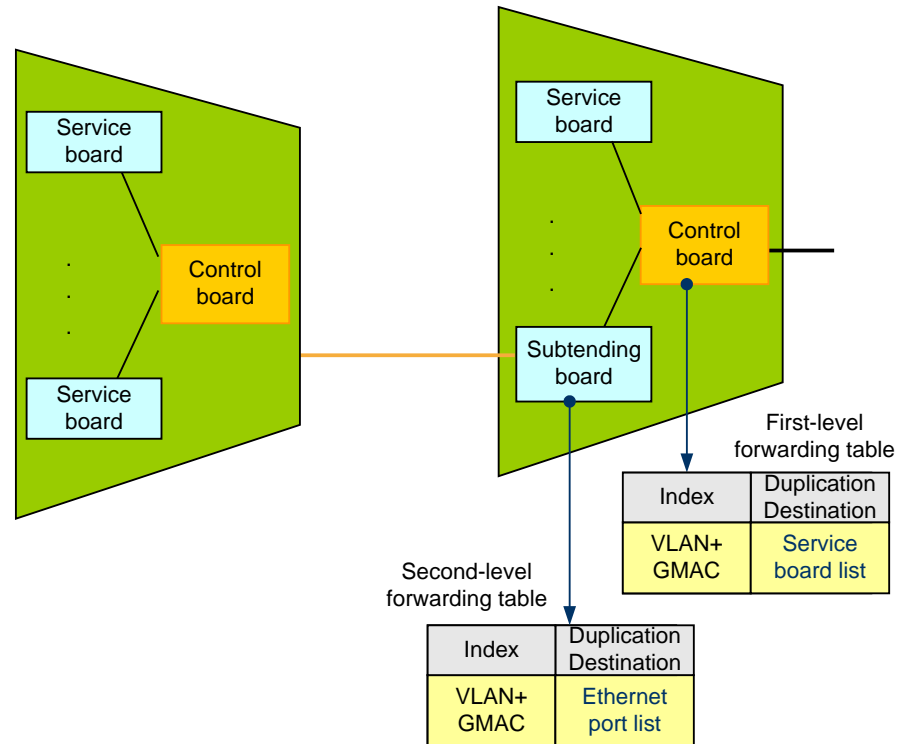 Service
board
Control
board
Service
board
Service
board
Control
board
Subtending
board
First-level
forwarding table
Index
Duplication
Destination
VLAN+
GMAC
Service
board list
Second-level
forwarding table
Index
Duplication
Destination
VLAN+
GMAC
Ethernet
port list